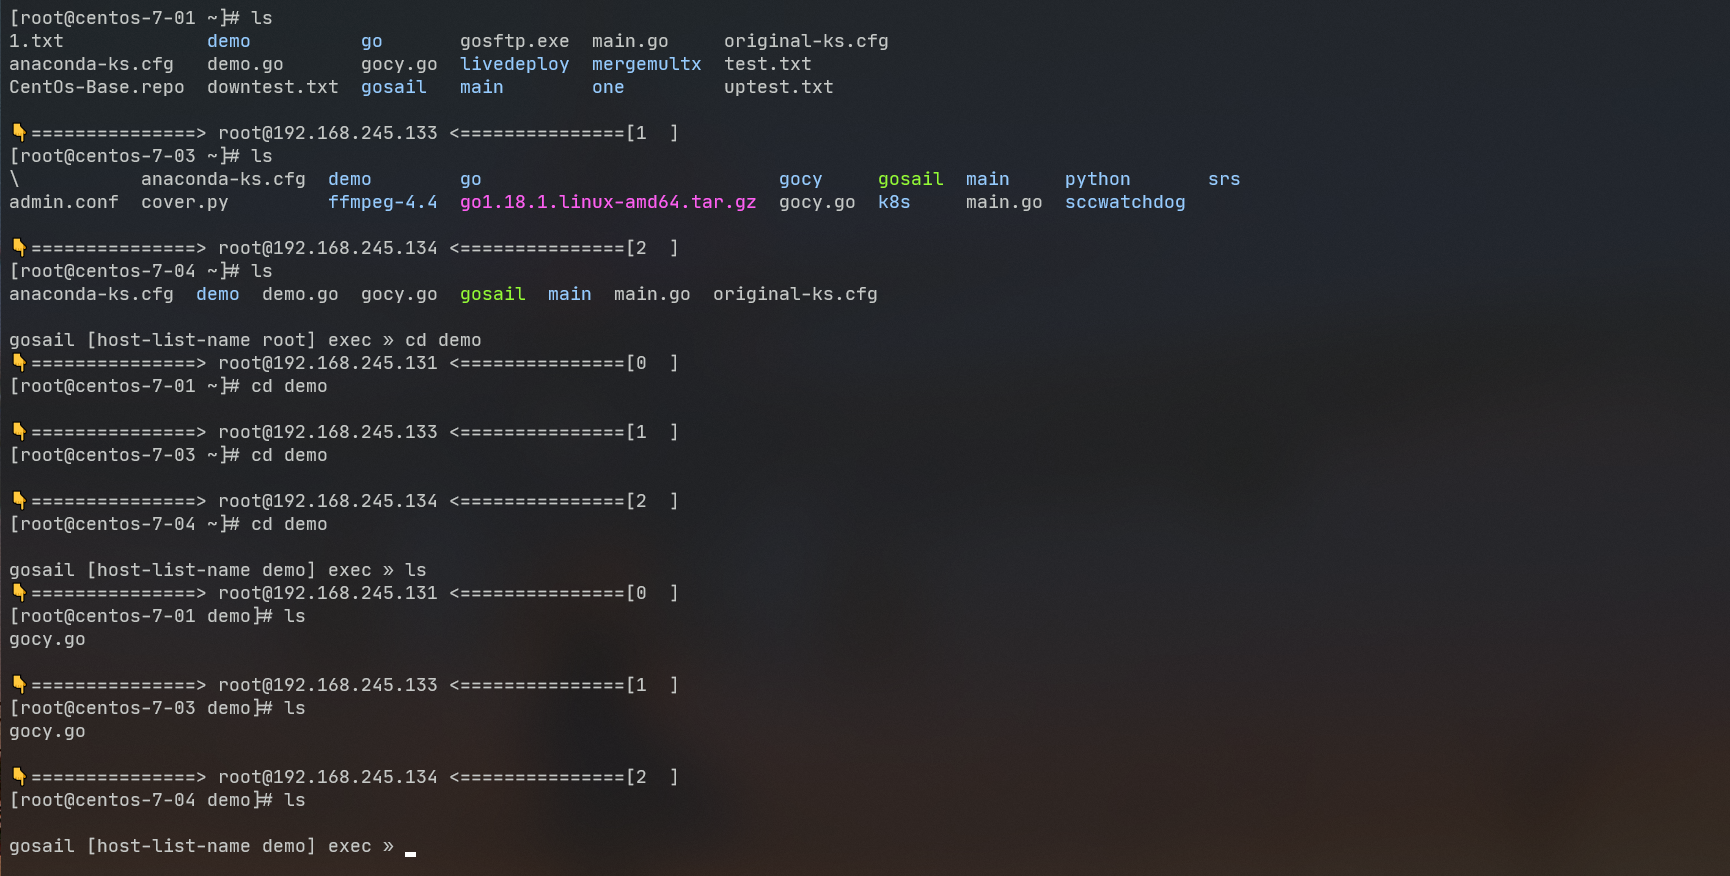 [root@centos-7-01 ~]# ls
1.txt             demo          go       gosftp.exe  main.go     original-ks.cfg
anaconda-ks.cfg   demo.go       gocy.go  livedeploy  mergemultx  test.txt
CentOs-Base.repo  downtest.txt  gosail   main        one         uptest.txt

👇===============> root@192.168.245.133 <===============[1  ]
[root@centos-7-03 ~]# ls
\           anaconda-ks.cfg  demo        go                          gocy     gosail  main     python       srs
admin.conf  cover.py         ffmpeg-4.4  go1.18.1.linux-amd64.tar.gz  gocy.go  k8s     main.go  sccwatchdog

👇===============> root@192.168.245.134 <===============[2  ]
[root@centos-7-04 ~]# ls
anaconda-ks.cfg  demo  demo.go  gocy.go  gosail  main  main.go  original-ks.cfg

gosail [host-list-name root] exec » cd demo
👇===============> root@192.168.245.131 <===============[0  ]
[root@centos-7-01 ~]# cd demo

👇===============> root@192.168.245.133 <===============[1  ]
[root@centos-7-03 ~]# cd demo

👇===============> root@192.168.245.134 <===============[2  ]
[root@centos-7-04 ~]# cd demo

gosail [host-list-name demo] exec » ls
👇===============> root@192.168.245.131 <===============[0  ]
[root@centos-7-01 demo]# ls
gocy.go

👇===============> root@192.168.245.133 <===============[1  ]
[root@centos-7-03 demo]# ls
gocy.go

👇===============> root@192.168.245.134 <===============[2  ]
[root@centos-7-04 demo]# ls

gosail [host-list-name demo] exec »